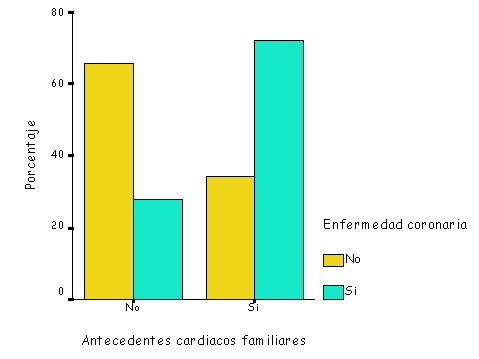 80
60
40
20
0
Porcentaje
No
Si
Antecedentes cardiacos familiares
Enfermedad coronaria
No
Si